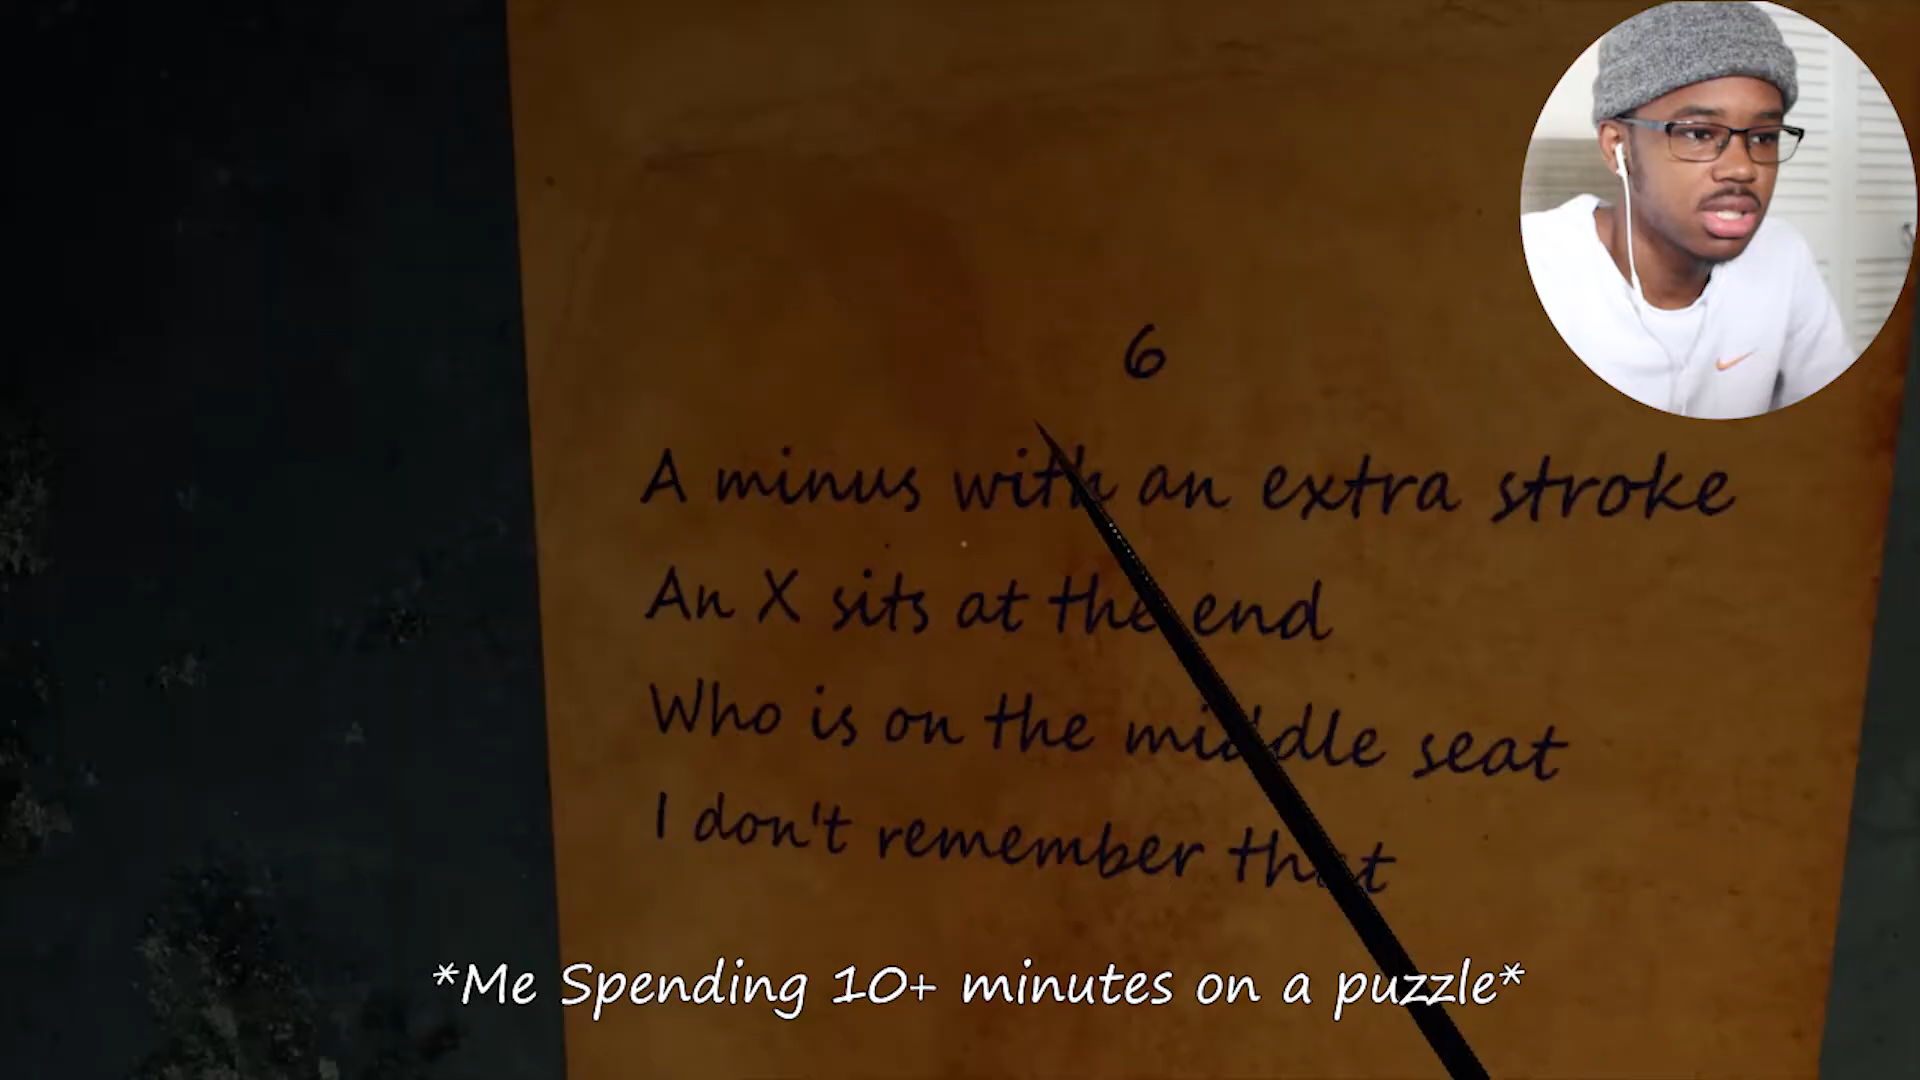 6
A minus with an extra stroke
An X sits at the end
Who is on the middle seat
I don't remember that
*Me Spending 10+ minutes on a puzzle*